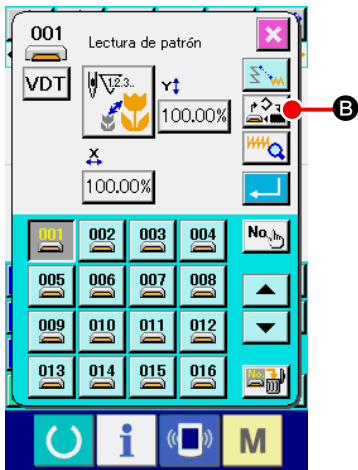 001
Lectura de patrón
VDT
1.2.3..
Y
100.00%
B
X
100.00%
001 002 003 004
No.
005 006 007 008
009 010 011 012
013 014 015 016
No.
i
M